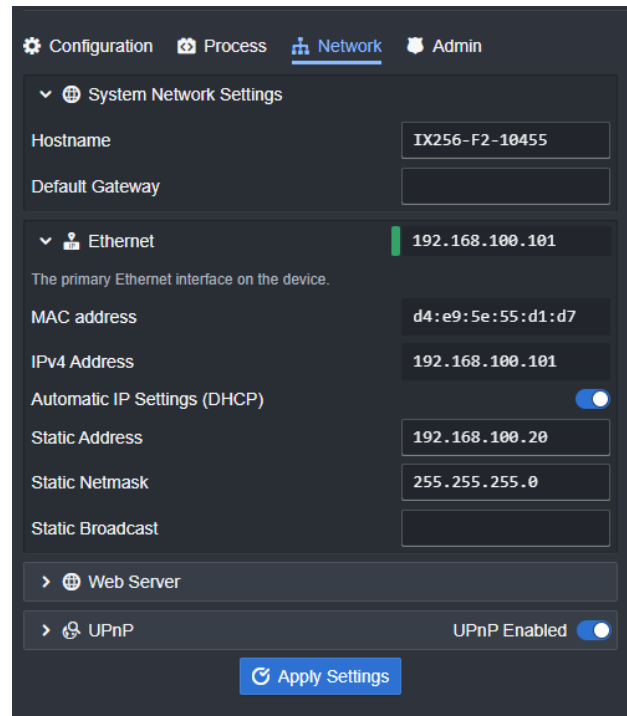 Configuration Process Network Admin
System Network Settings
Hostname IX256-F2-10455
Default Gateway
Ethernet 192.168.100.101
The primary Ethernet interface on the device.
MAC address d4:e9:5e:55:d1:d7
IPv4 Address 192.168.100.101
Automatic IP Settings (DHCP)
Static Address 192.168.100.20
Static Netmask 255.255.255.0
Static Broadcast
Web Server
UPnP UPnP Enabled
Apply Settings